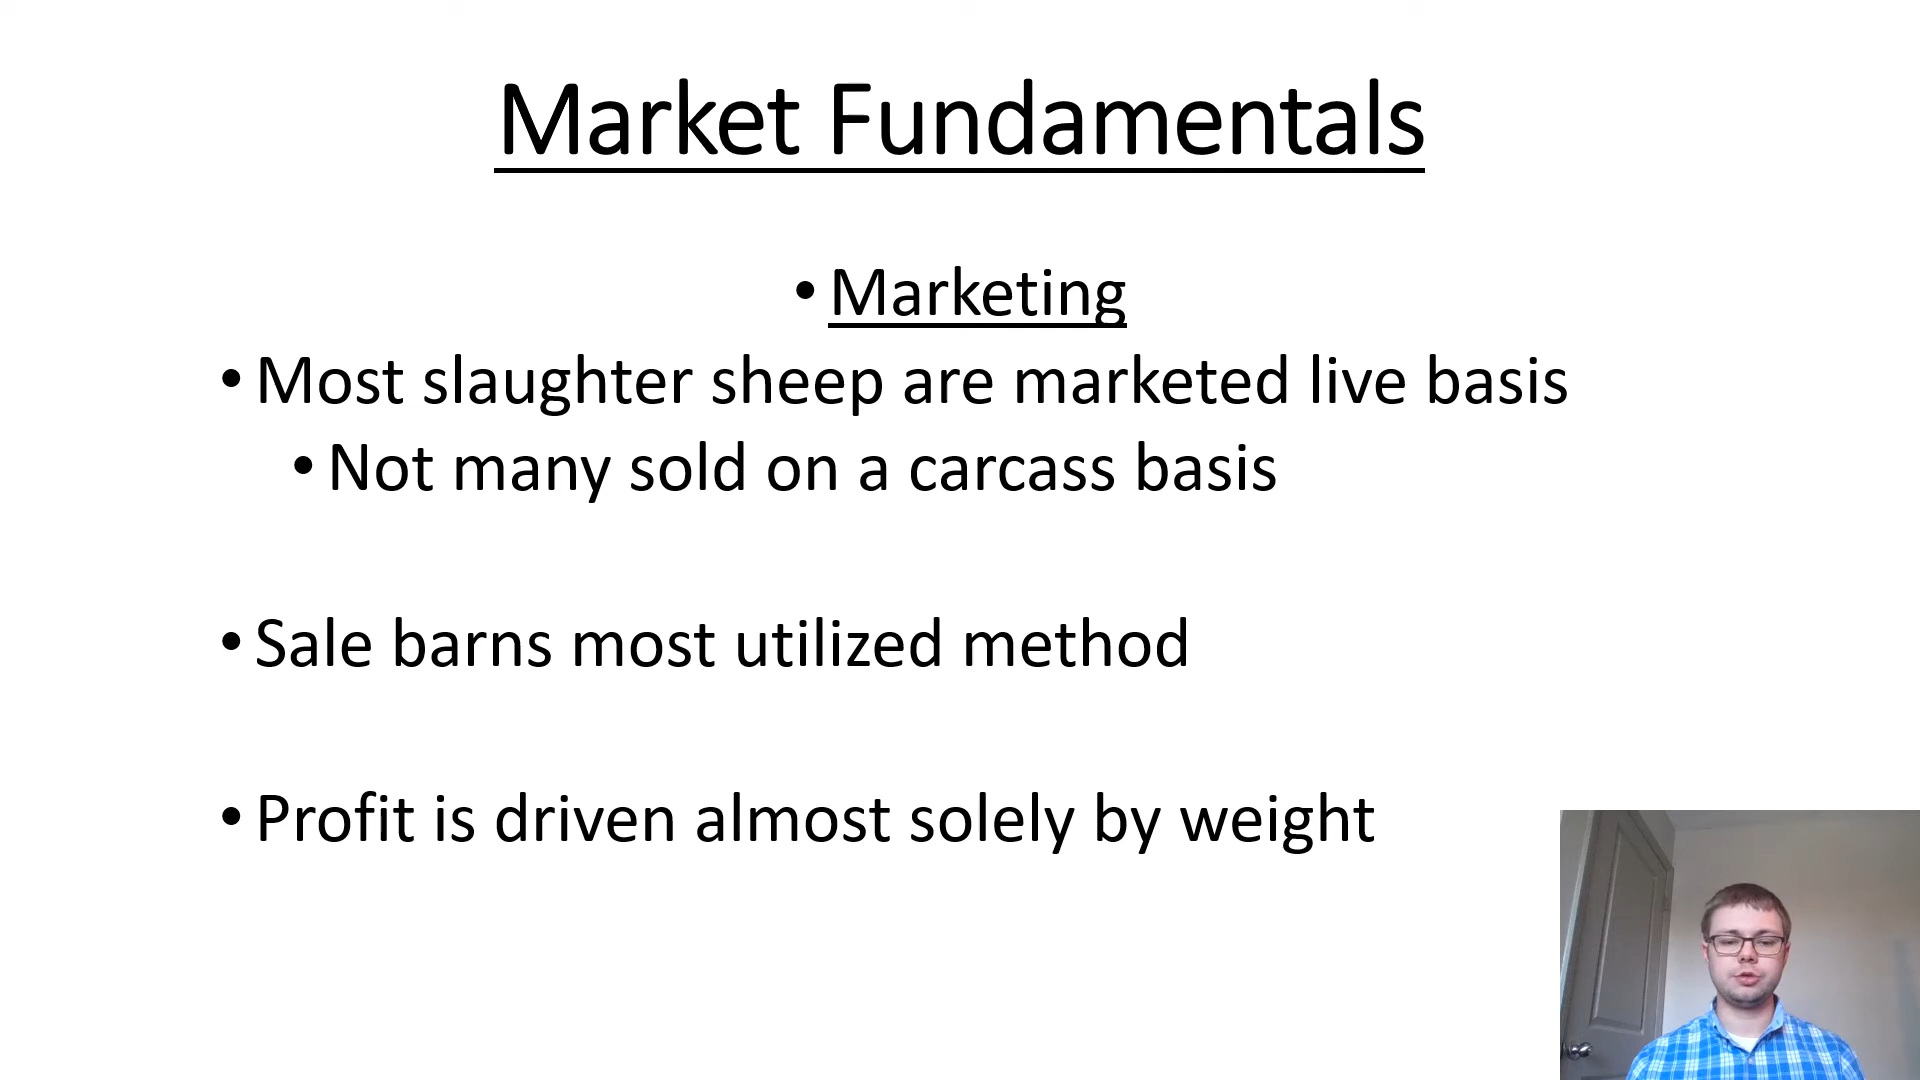 Market Fundamentals
• Marketing
• Most slaughter sheep are marketed live basis
• Not many sold on a carcass basis
• Sale barns most utilized method
• Profit is driven almost solely by weight